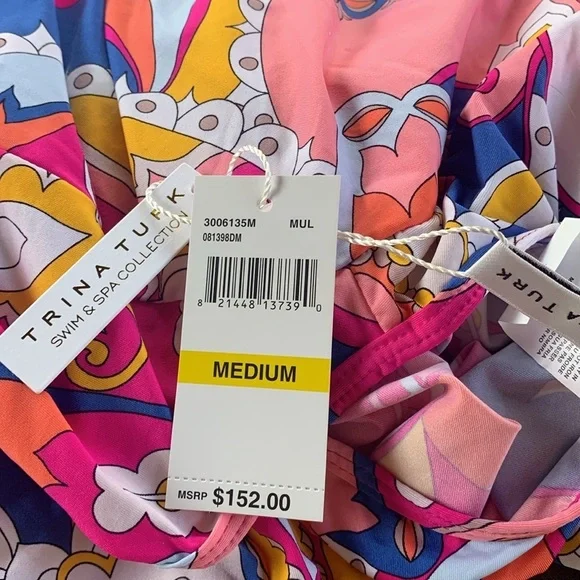 TRINA TURK
SWIM & SPA COLLECTION
3006135M MUL
081398DM
8 21448 13739 0
MEDIUM
MSRP $152.00
A TURK